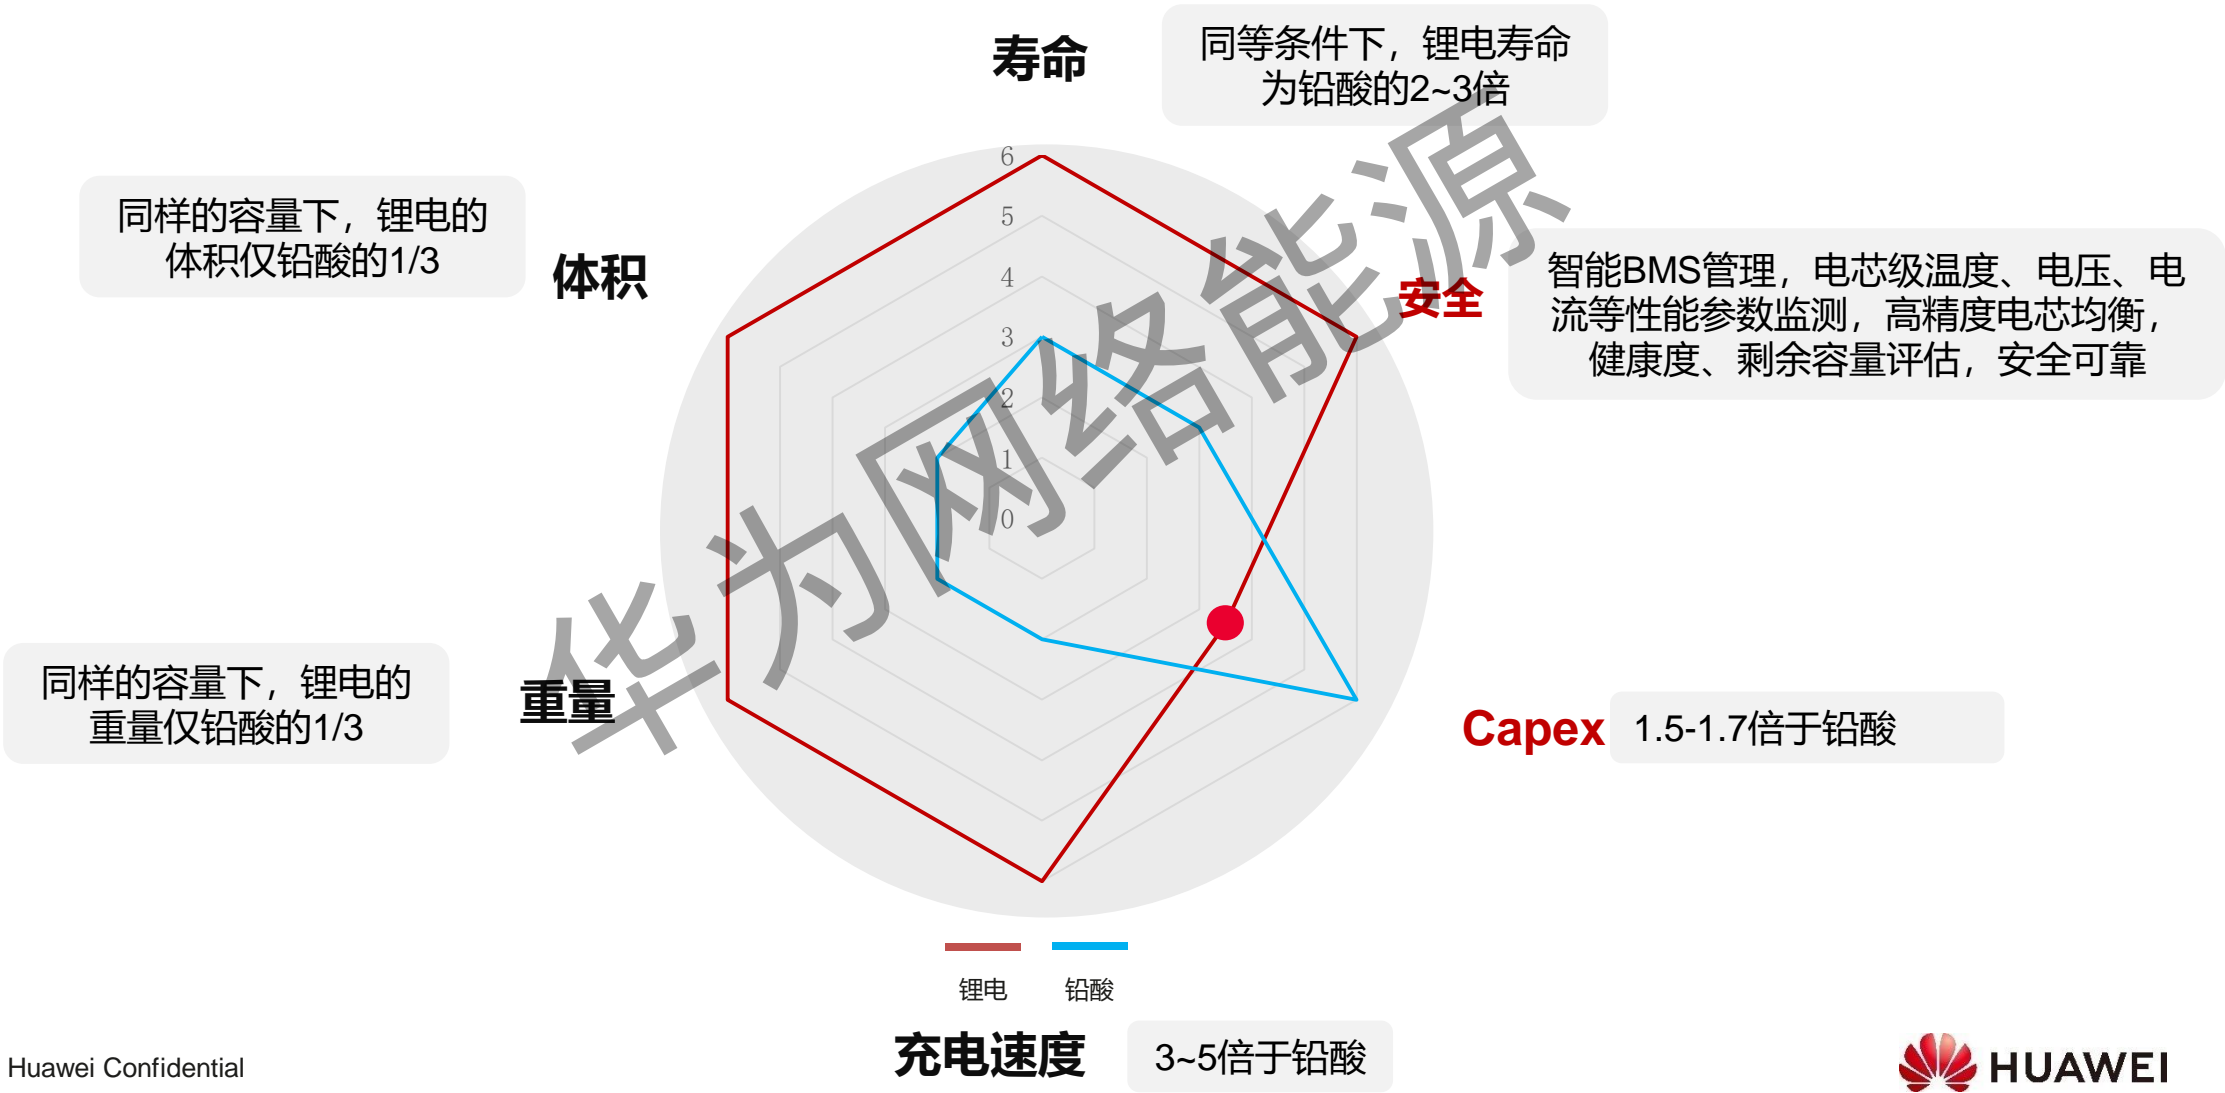 寿命
同等条件下，锂电寿命
为铅酸的2~3倍
同样的容量下，锂电的
体积仅铅酸的1/3
体积
安全
智能BMS管理，电芯级温度、电压、电
流等性能参数监测，高精度电芯均衡，
健康度、剩余容量评估，安全可靠
6
5
4
3
2
1
0
华为网络能源
同样的容量下，锂电的
重量仅铅酸的1/3
重量
Capex
1.5-1.7倍于铅酸
锂电
铅酸
充电速度
3~5倍于铅酸
Huawei Confidential
HUAWEI